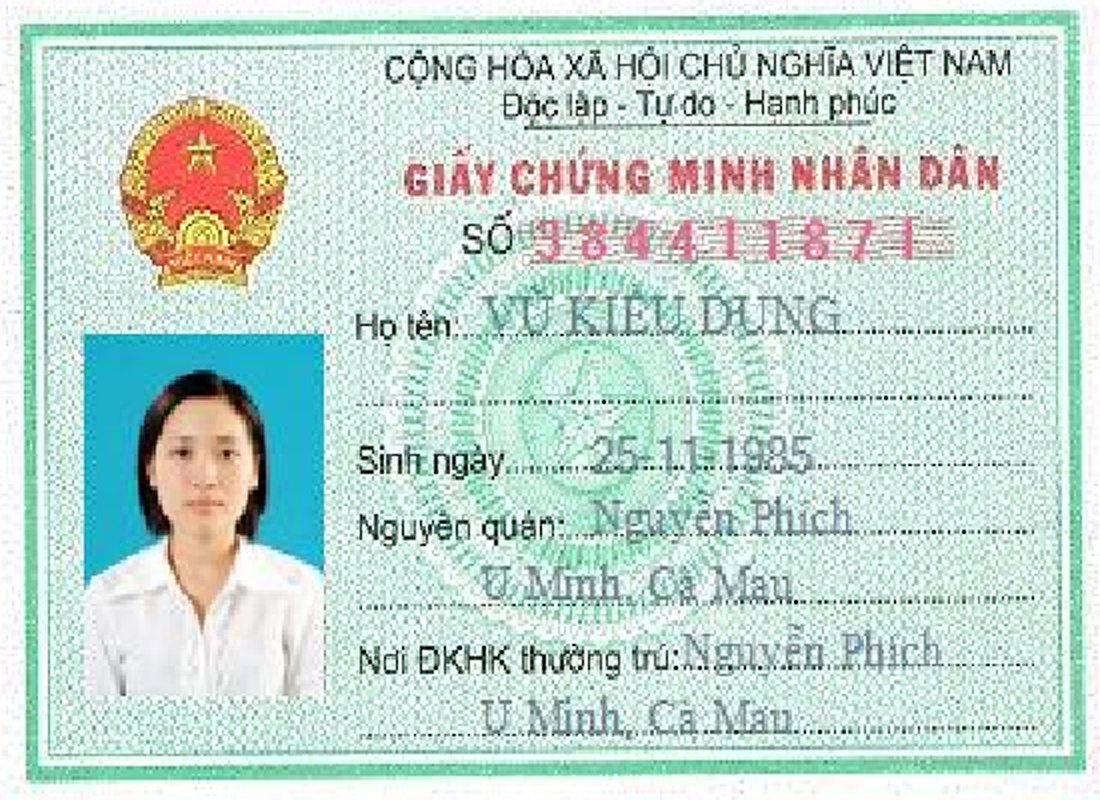 CỘNG HÒA XÃ HỘI CHỦ NGHĨA VIỆT NAM
Độc lập - Tự do - Hạnh phúc
GIẤY CHỨNG MINH NHÂN DÂN
SỐ 384411871
Họ tên: VŨ KIỀU DUNG
Sinh ngày 25-11-1985
Nguyên quán: Nguyễn Phích
U Minh, Cà Mau
Nơi ĐKHK thường trú: Nguyễn Phích
U Minh, Cà Mau